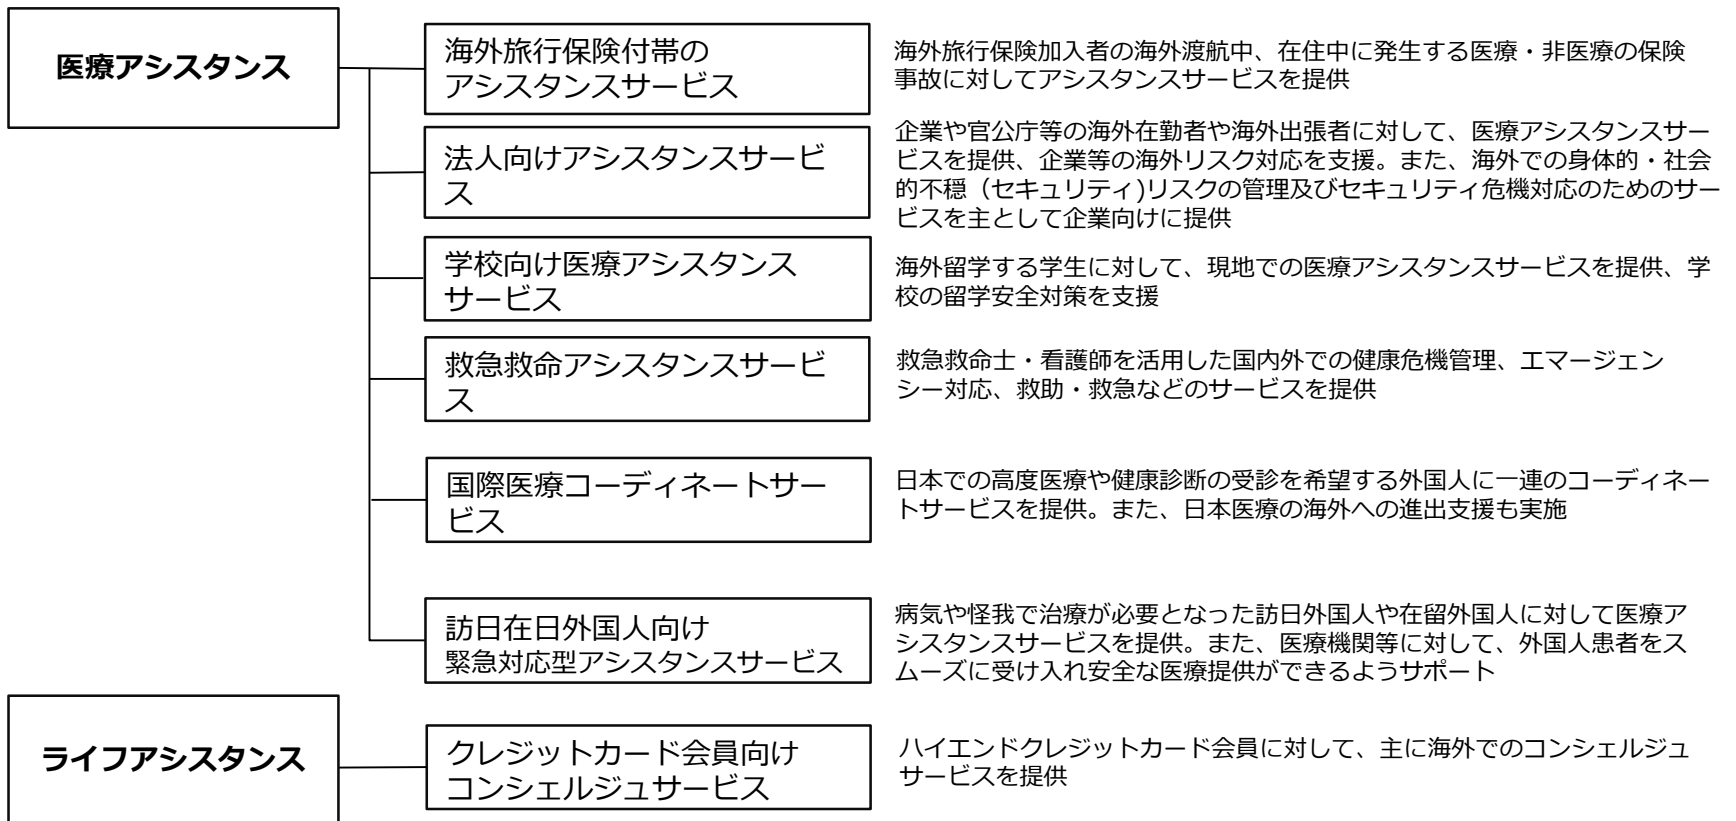 医療アシスタンス
海外旅行保険付帯の
アシスタンスサービス
海外旅行保険加入者の海外渡航中、在住中に発生する医療・非医療の保険
事故に対してアシスタンスサービスを提供
法人向けアシスタンスサービ
ス
企業や官公庁等の海外在勤者や海外出張者に対して、医療アシスタンスサー
ビスを提供、企業等の海外リスク対応を支援。また、海外での身体的・社会
的不穏（セキュリティ)リスクの管理及びセキュリティ危機対応のためのサー
ビスを主として企業向けに提供
学校向け医療アシスタンス
サービス
海外留学する学生に対して、現地での医療アシスタンスサービスを提供、学
校の留学安全対策を支援
救急救命アシスタンスサービ
ス
救急救命士・看護師を活用した国内外での健康危機管理、エマージェン
シー対応、救助・救急などのサービスを提供
国際医療コーディネートサー
ビス
日本での高度医療や健康診断の受診を希望する外国人に一連のコーディネー
トサービスを提供。また、日本医療の海外への進出支援も実施
訪日在日外国人向け
緊急対応型アシスタンスサービス
病気や怪我で治療が必要となった訪日外国人や在留外国人に対して医療ア
シスタンスサービスを提供。また、医療機関等に対して、外国人患者をス
ムーズに受け入れ安全な医療提供ができるようサポート
ライフアシスタンス
クレジットカード会員向け
コンシェルジュサービス
ハイエンドクレジットカード会員に対して、主に海外でのコンシェルジュ
サービスを提供